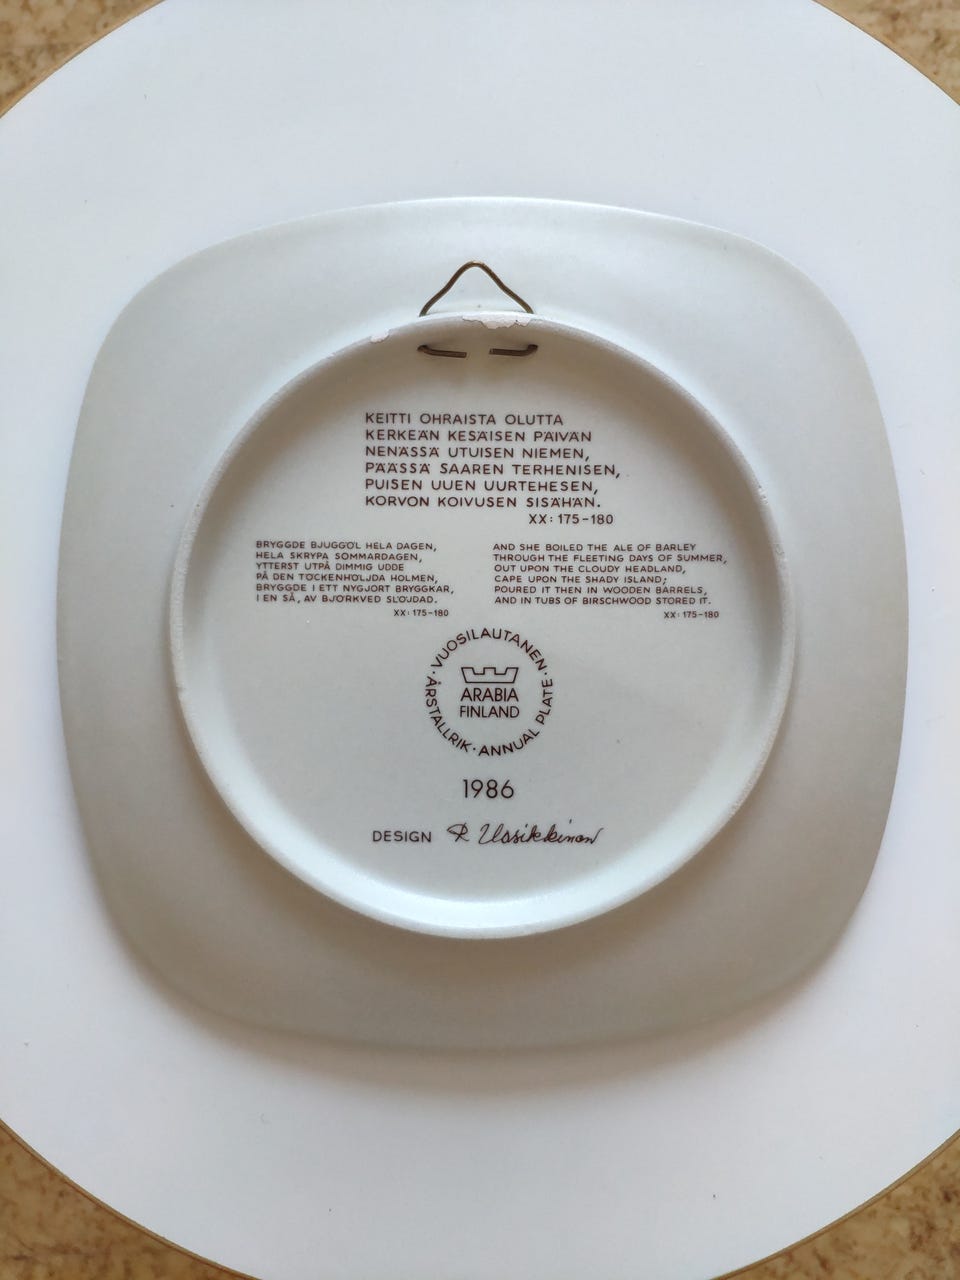 KEITTI OHRAISTA OLUTTA
KERKEÄN KESÄISEN PÄIVÄN
NENÄSSÄ UTUISEN NIEMEN,
PÄÄSSÄ SAAREN TERHENISEN,
PUISEN UUEN UURTEHESEN,
KORVON KOIVUSEN SISÄHÄN.
XX: 175-180
BRYGGDE BJUGGÖL HELA DAGEN,
HELA SKRYPA SOMMARDAGEN,
YTTERST UTPÅ DIMMIG UDDE
PÅ DEN TÖCKENHÖLJDA HOLMEN,
BRYGGDE I ETT NYGJORT BRYGGKAR,
I EN SÅ, AV BJÖRKVED SLÖJDAD.
XX: 175-180
AND SHE BOILED THE ALE OF BARLEY
THROUGH THE FLEETING DAYS OF SUMMER,
OUT UPON THE CLOUDY HEADLAND,
CAPE UPON THE SHADY ISLAND;
POURED IT THEN IN WOODEN BARRELS,
AND IN TUBS OF BIRSCHWOOD STORED IT.
XX: 175-180
· VUOSILAUTANEN · ANNUAL PLATE · ÅRSTALLRIK
ARABIA
FINLAND
1986
DESIGN R Uosikkinen